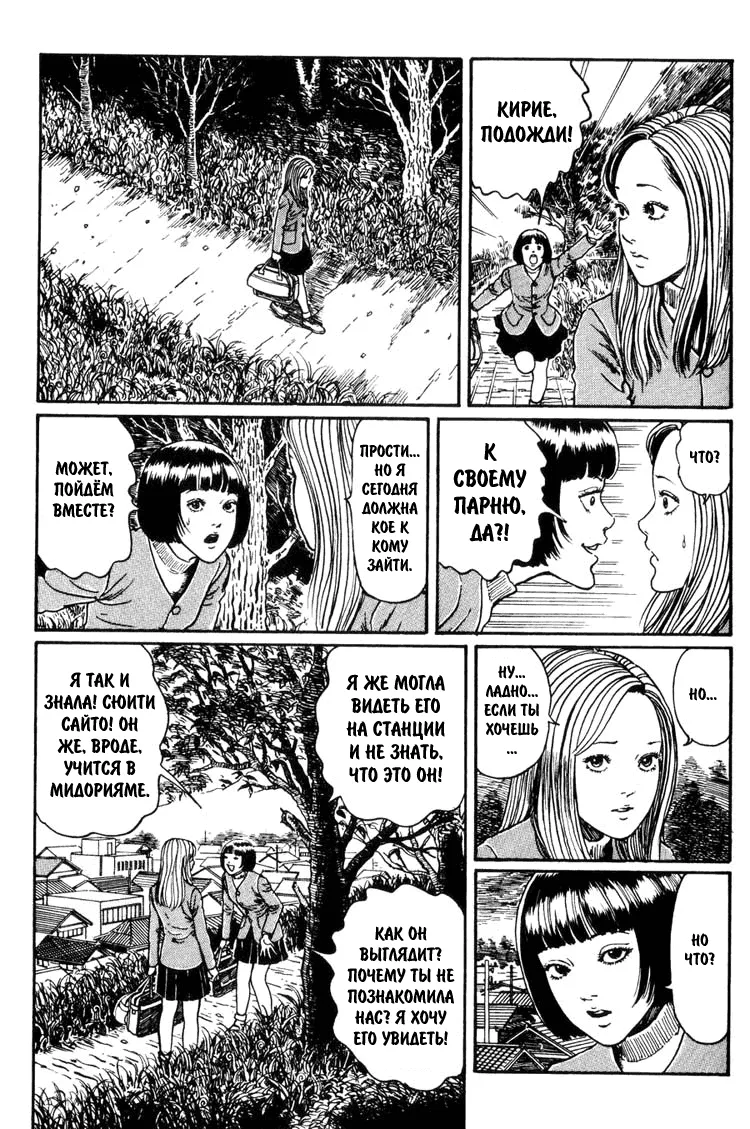 КИРИЕ,
ПОДОЖДИ!
МОЖЕТ,
ПОЙДЁМ
ВМЕСТЕ?
ПРОСТИ...
НО Я
СЕГОДНЯ
ДОЛЖНА
КОЕ К
КОМУ
ЗАЙТИ.
К
СВОЕМУ
ПАРНЮ,
ДА?!
ЧТО?
Я ТАК И
ЗНАЛА! СЮИТИ
САЙТО! ОН
ЖЕ, ВРОДЕ,
УЧИТСЯ В
МИДОРИЯМЕ.
Я ЖЕ МОГЛА
ВИДЕТЬ ЕГО
НА СТАНЦИИ
И НЕ ЗНАТЬ,
ЧТО ЭТО ОН!
КАК ОН
ВЫГЛЯДИТ?
ПОЧЕМУ ТЫ НЕ
ПОЗНАКОМИЛА
НАС? Я ХОЧУ
ЕГО УВИДЕТЬ!
НУ...
ЛАДНО...
ЕСЛИ ТЫ
ХОЧЕШЬ
...
НО...
НО
ЧТО?